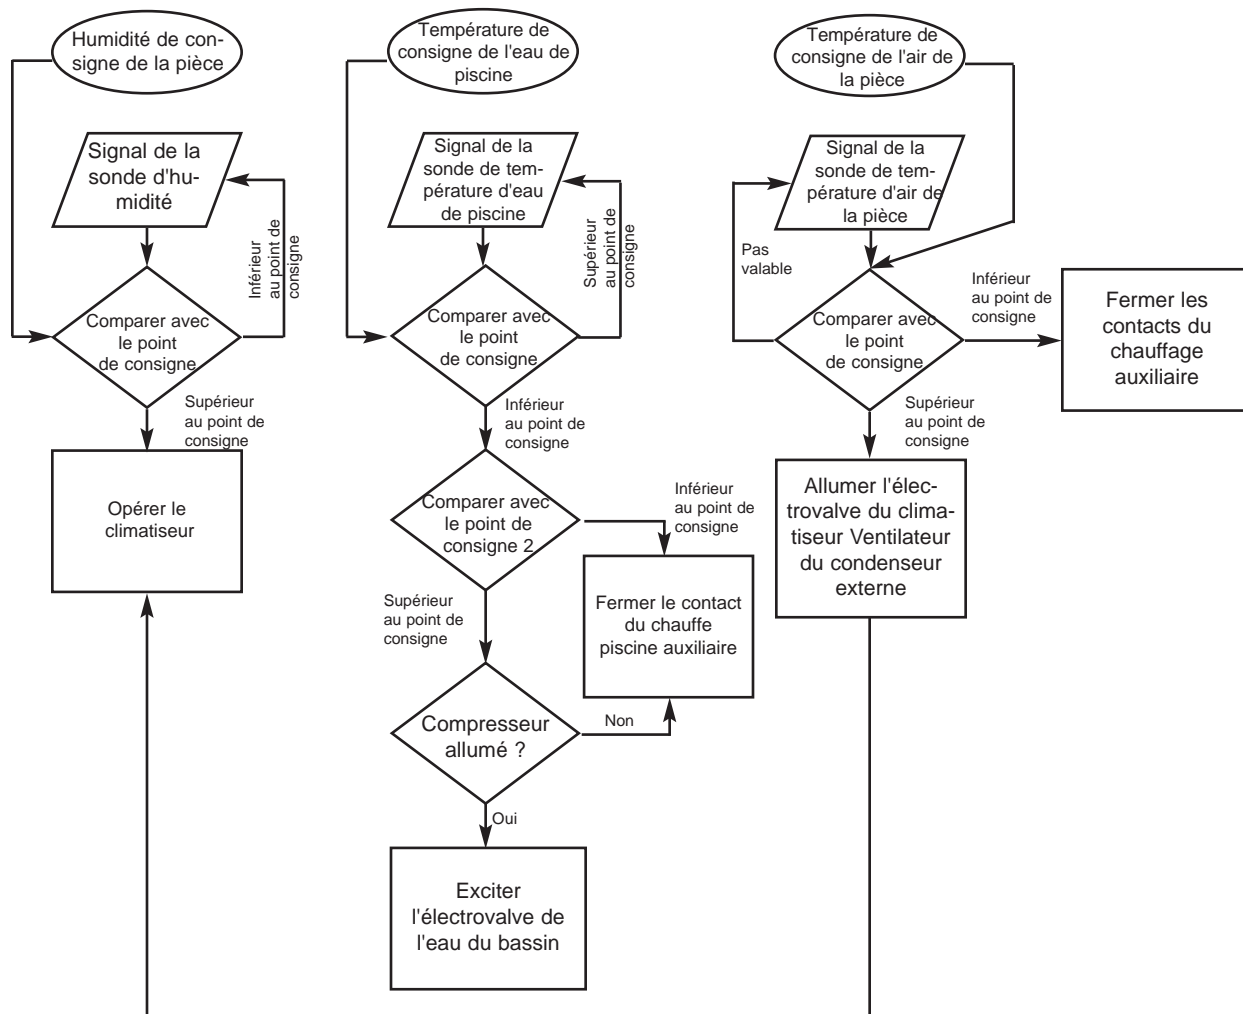 Humidité de con-
signe de la pièce
Signal de la
sonde d'hu-
midité
Inférieur
au point de
consigne
Comparer avec
le point
de consigne
Supérieur
au point de
consigne
Opérer le
climatiseur
Température de
consigne de l'eau de
piscine
Signal de la
sonde de tem-
pérature d'eau
de piscine
Supérieur
au point de
consigne
Comparer avec
le point
de consigne
Inférieur
au point de
consigne
Comparer avec
le point de
consigne 2
Inférieur
au point de
consigne
Fermer le contact
du chauffe
piscine auxiliaire
Supérieur
au point de
consigne
Compresseur
allumé ?
Non
Oui
Exciter
l'électrovalve de
l'eau du bassin
Température de
consigne de l'air de
la pièce
Signal de la
sonde de tem-
pérature d'air de
la pièce
Pas
valable
Comparer avec
le point
de consigne
Inférieur
au point de
consigne
Fermer les
contacts du
chauffage
auxiliaire
Supérieur
au point de
consigne
Allumer l'élec-
trovalve du clima-
tiseur Ventilateur
du condenseur
externe